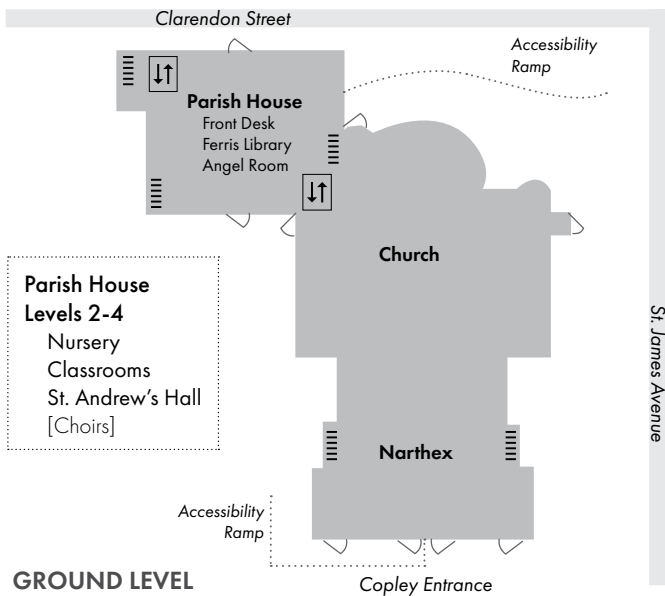 Clarendon Street
Accessibility
Ramp
Parish House
Front Desk
Ferris Library
Angel Room
Church
Parish House
Levels 2-4
Nursery
Classrooms
St. Andrew's Hall
[Choirs]
St. James Avenue
Narthex
Accessibility
Ramp
GROUND LEVEL
Copley Entrance